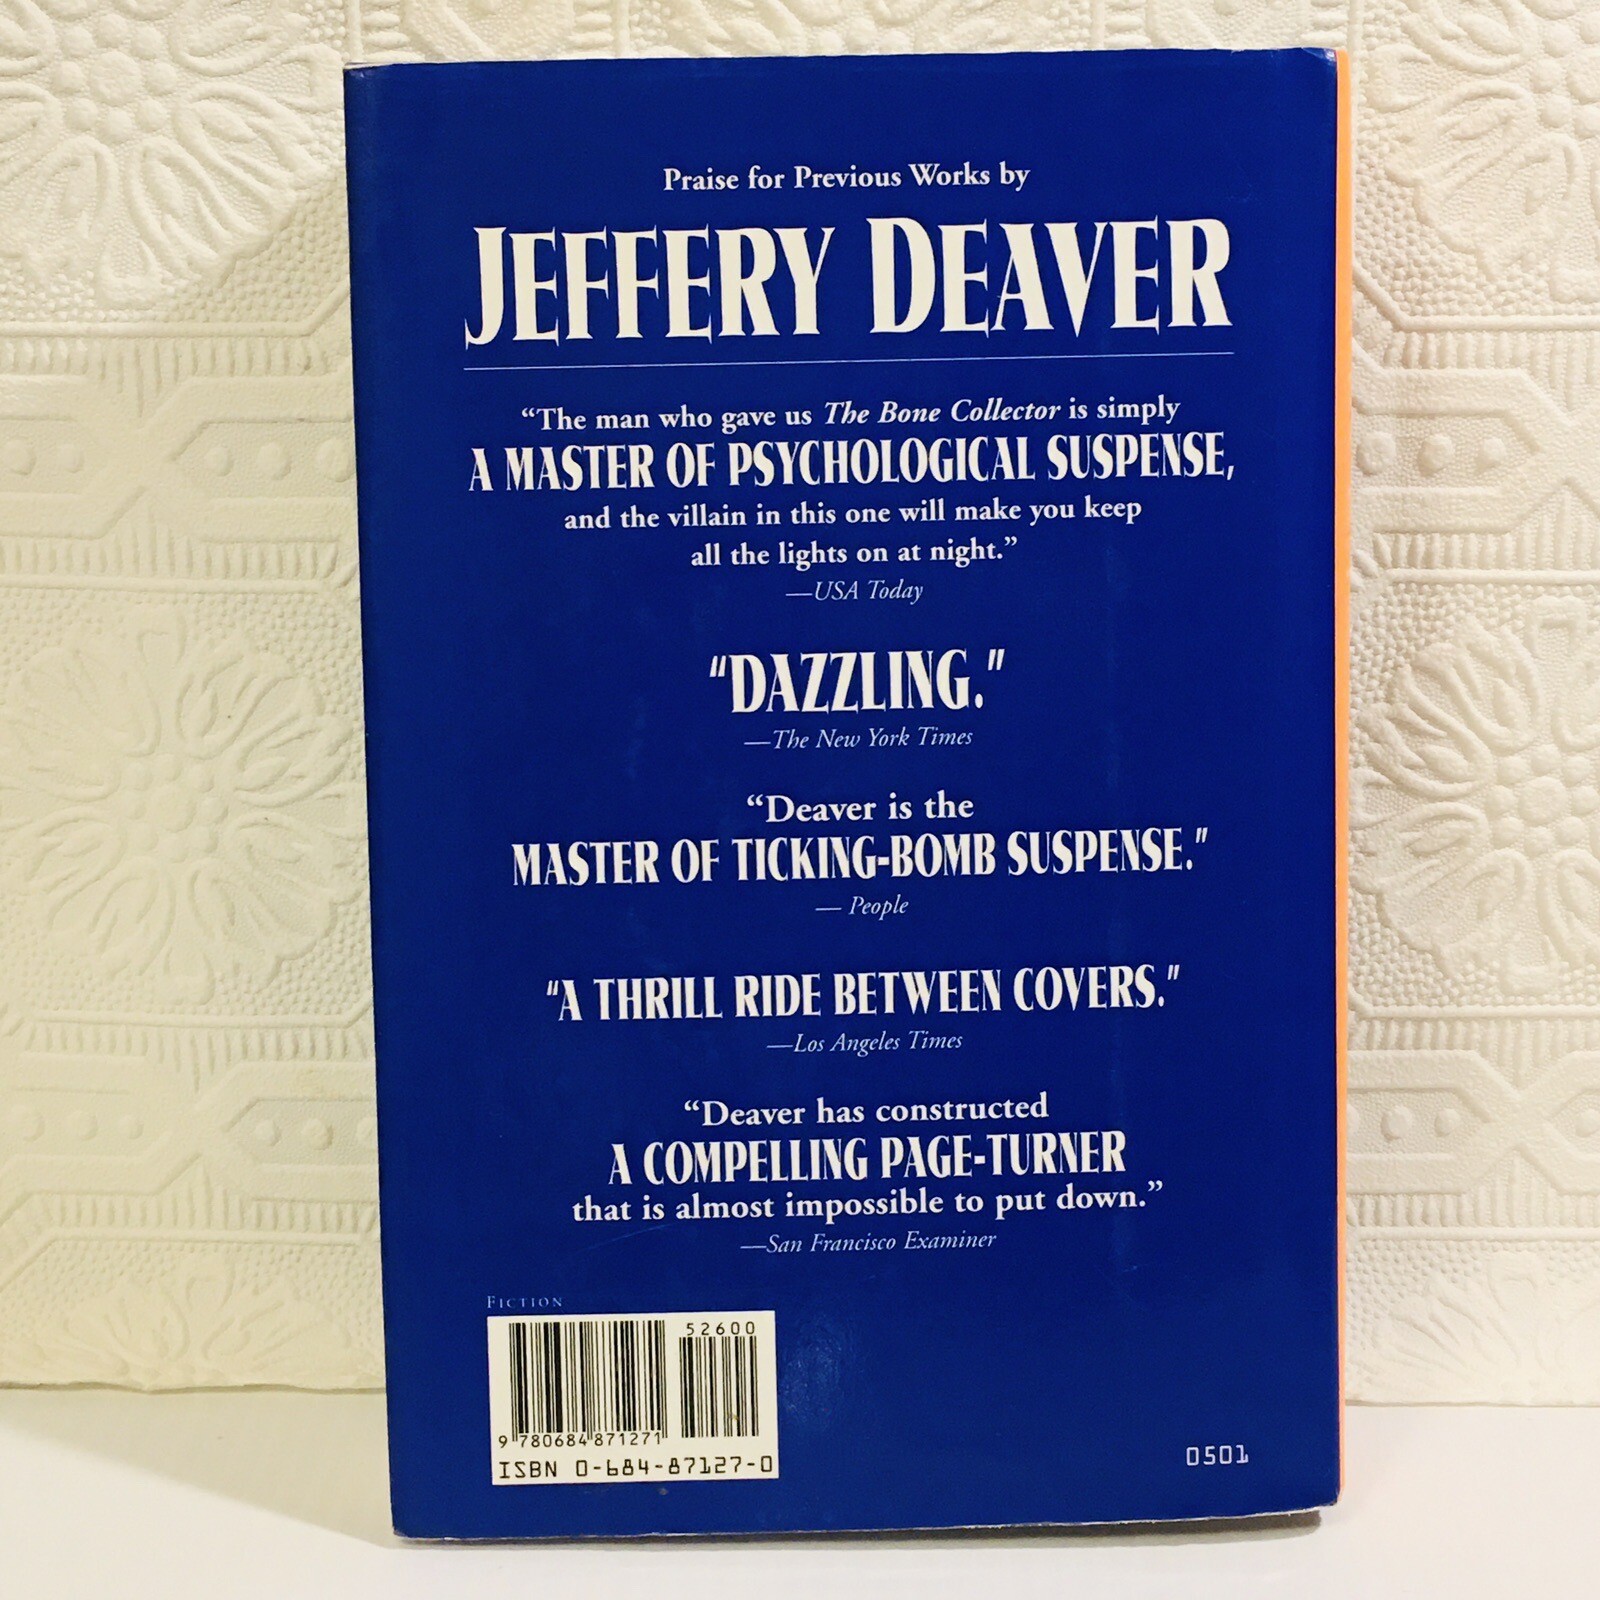 Praise for Previous Works by
JEFFERY DEAVER
“The man who gave us The Bone Collector is simply
A MASTER OF PSYCHOLOGICAL SUSPENSE,
and the villain in this one will make you keep
all the lights on at night.”
—USA Today
“DAZZLING.”
—The New York Times
“Deaver is the
MASTER OF TICKING-BOMB SUSPENSE.”
— People
“A THRILL RIDE BETWEEN COVERS.”
—Los Angeles Times
“Deaver has constructed
A COMPELLING PAGE-TURNER
that is almost impossible to put down.”
—San Francisco Examiner
FICTION
52600
9 780684 871271
ISBN 0-684-87127-0
0501